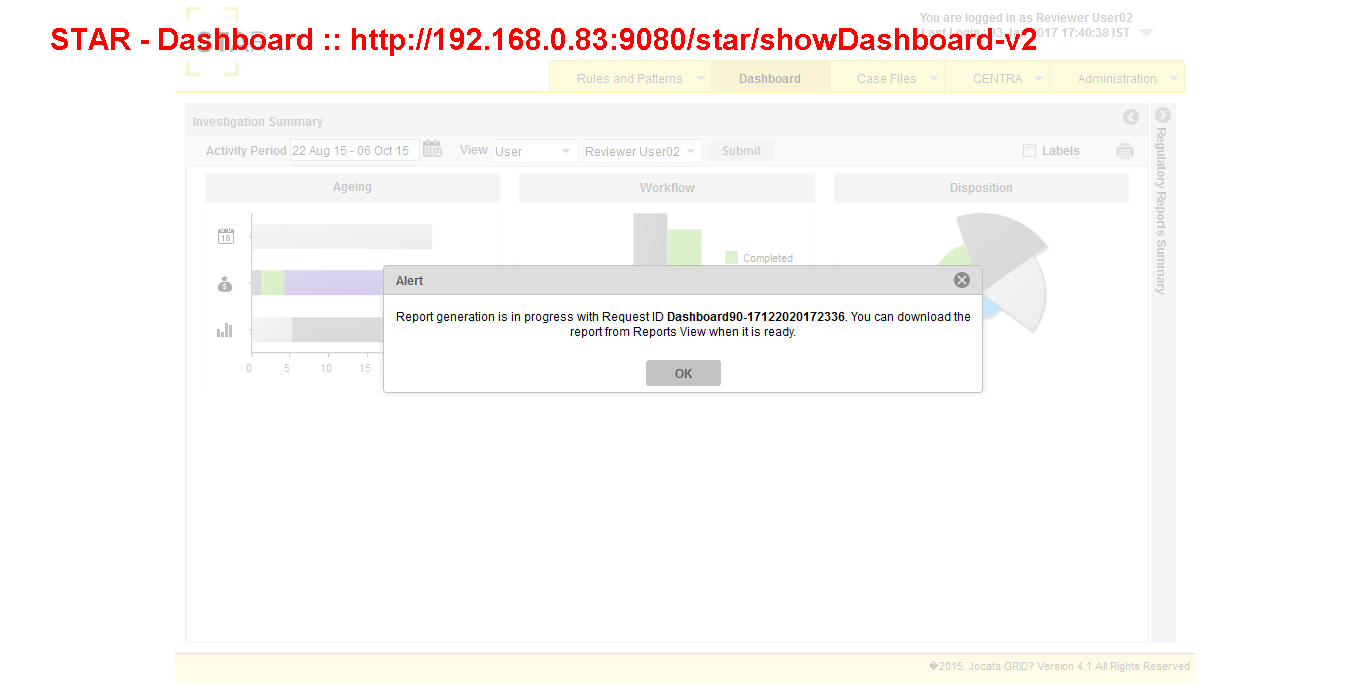 You are logged in as Reviewer User02
STAR - Dashboard :: http://192.168.0.83:9080/star/showDashboard-v2
2017 17:40:38 IST
Rules and Patterns Dashboard Case Files CENTRA Administration
Investigation Summary
Activity Period 22 Aug 15 - 06 Oct 15 View User Reviewer User02 Submit Labels
Regulatory Reports Summary
Ageing Workflow Disposition
15
Completed
$
Alert
Report generation is in progress with Request ID Dashboard90-17122020172336. You can download the
report from Reports View when it is ready.
0 5 10 15
OK
�2015. Jocata GRID? Version 4.1 All Rights Reserved